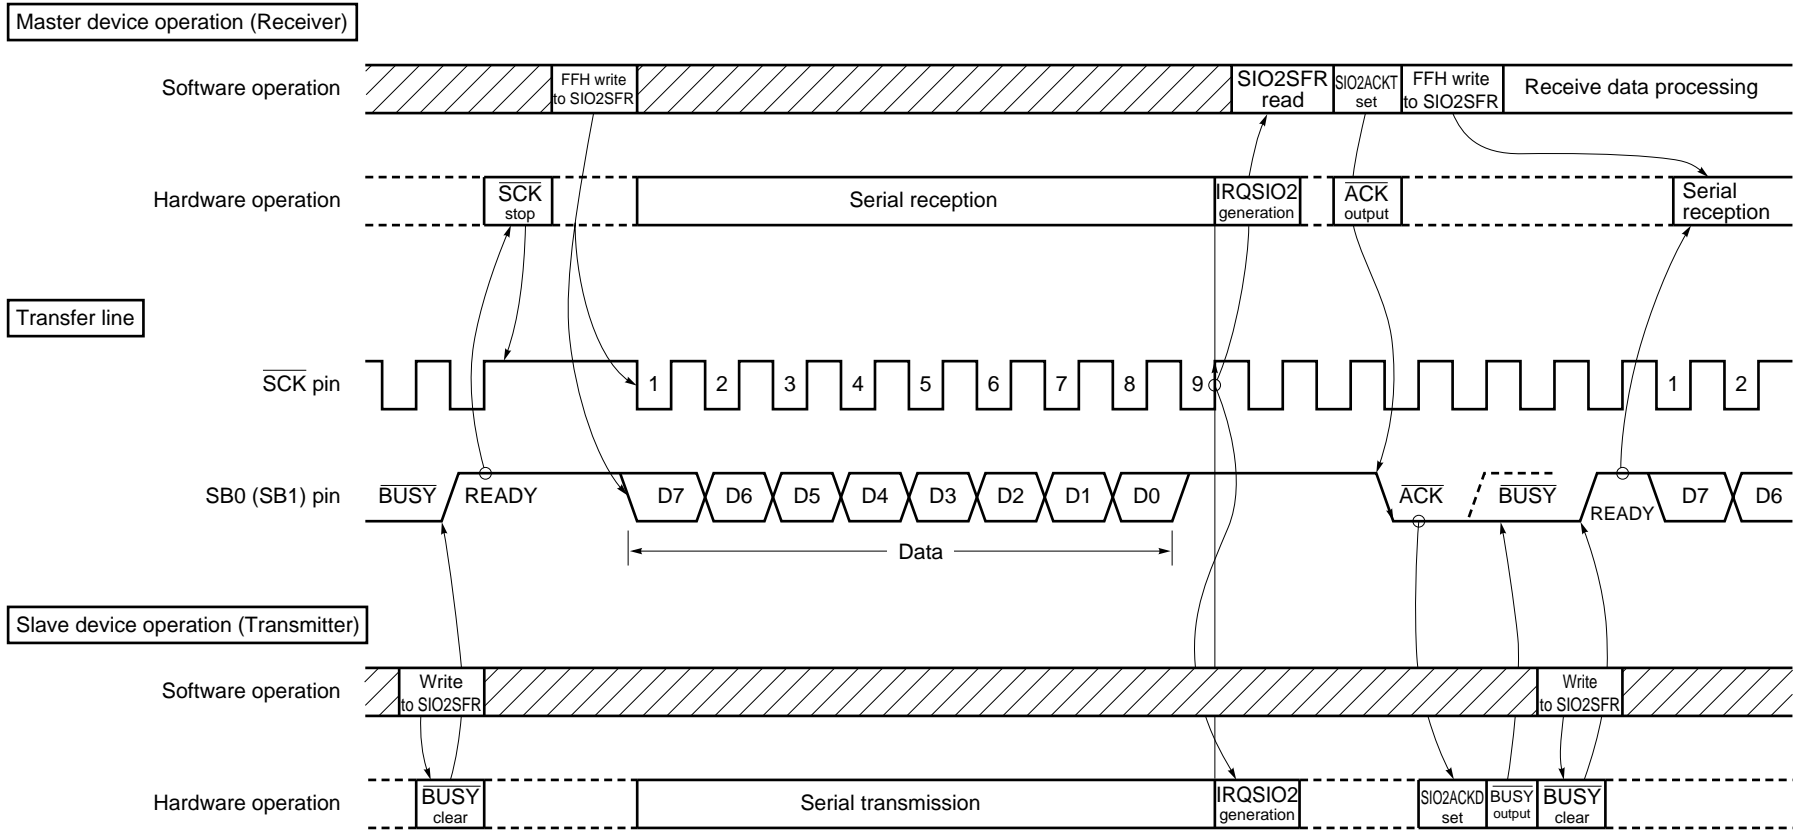 Master device operation (Receiver)
Software operation
FFH write
to SIO2SFR
SIO2SFR
read
SIO2ACKT
set
FFH write
to SIO2SFR
Receive data processing
Hardware operation
SCK
stop
Serial reception
IRQSIO2
generation
ACK
output
Serial
reception
Transfer line
SCK pin
1 2 3 4 5 6 7 8 9 1 2
SB0 (SB1) pin
BUSY READY D7 D6 D5 D4 D3 D2 D1 D0 ACK BUSY READY D7 D6
Data
Slave device operation (Transmitter)
Software operation
Write
to SIO2SFR
Write
to SIO2SFR
Hardware operation
BUSY
clear
Serial transmission
IRQSIO2
generation
SIO2ACKD
set
BUSY
output
BUSY
clear